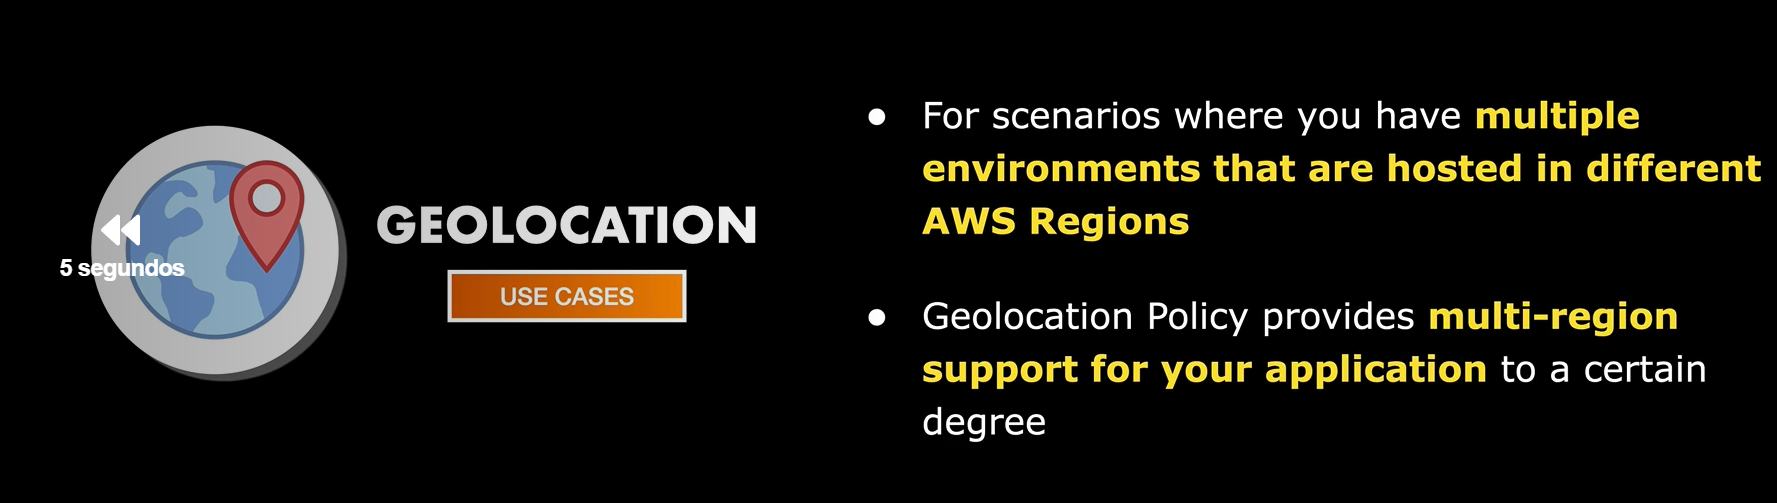 5 segundos
GEOLOCATION
USE CASES
● For scenarios where you have multiple
environments that are hosted in different
AWS Regions
● Geolocation Policy provides multi-region
support for your application to a certain
degree